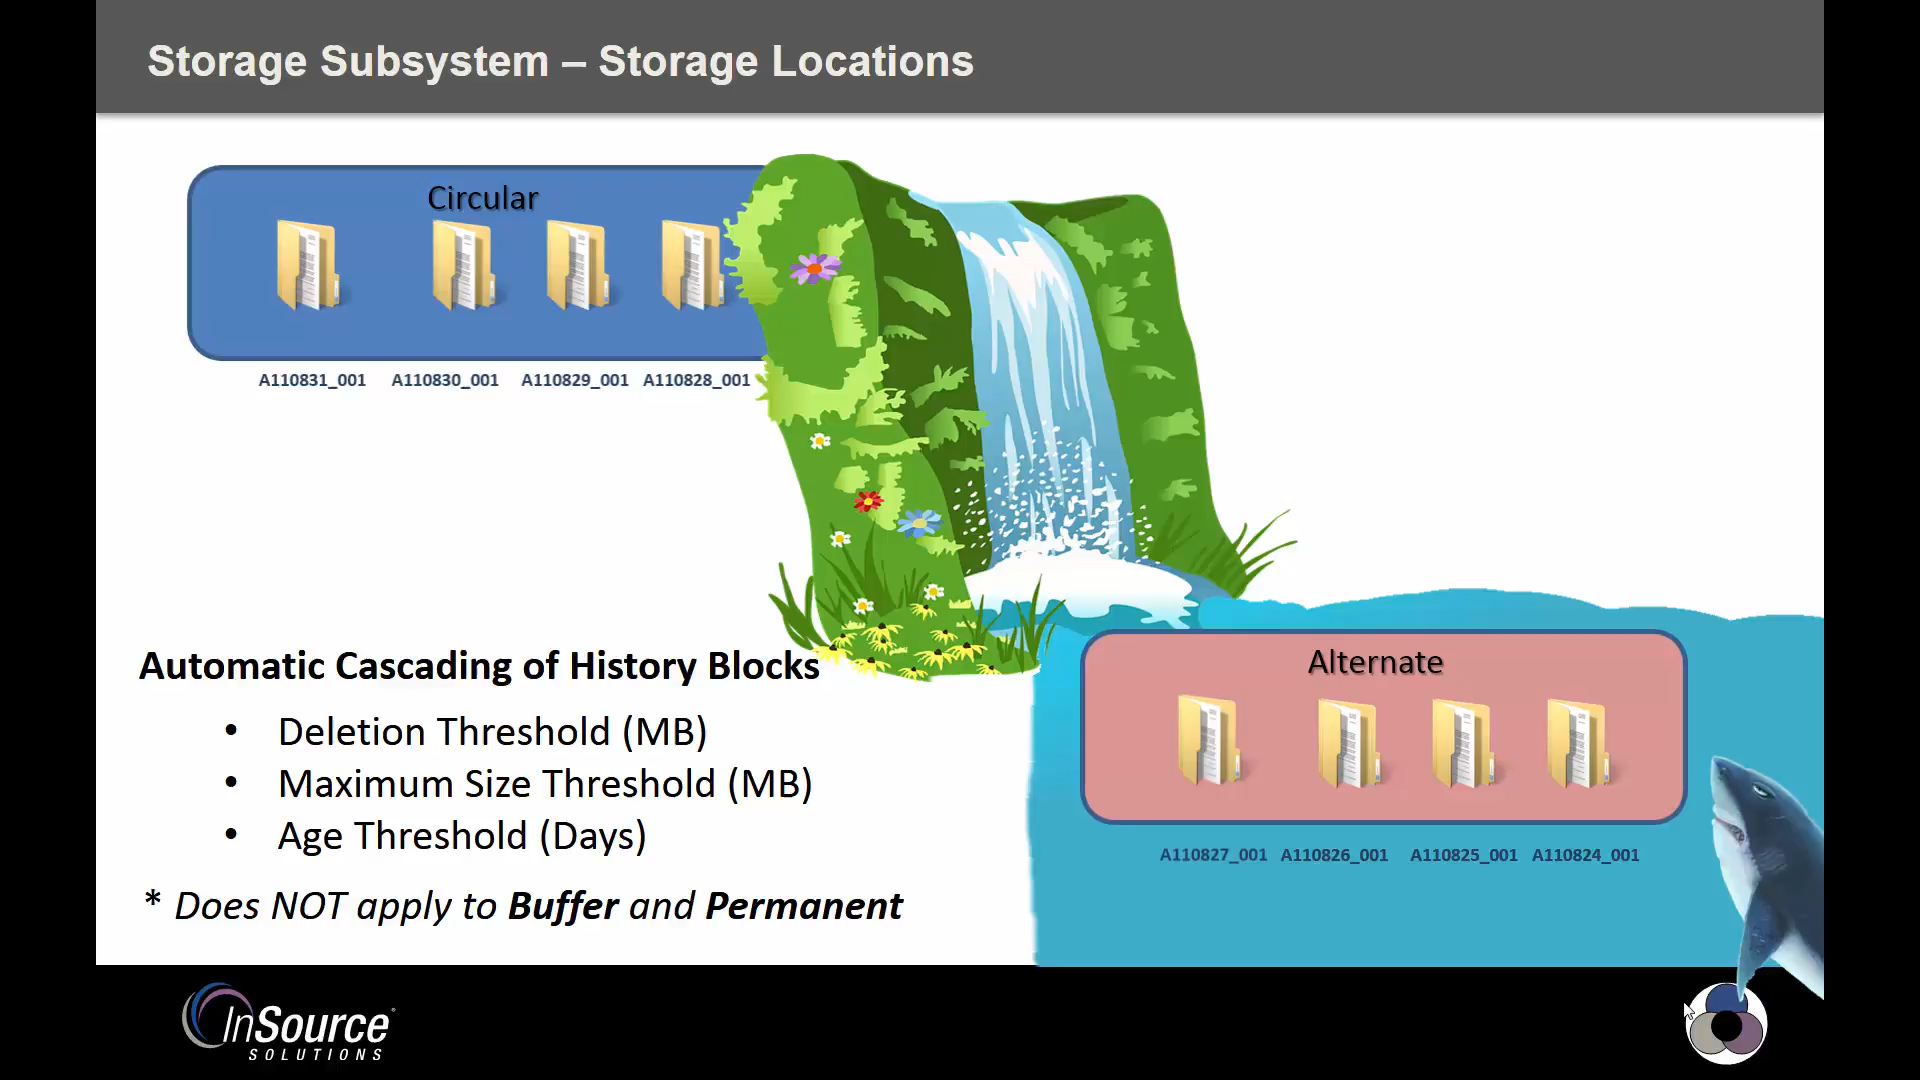 Storage Subsystem – Storage Locations
Circular
A110831_001 A110830_001 A110829_001 A110828_001
Automatic Cascading of History Blocks
• Deletion Threshold (MB)
• Maximum Size Threshold (MB)
• Age Threshold (Days)
* Does NOT apply to Buffer and Permanent
Alternate
A110827_001 A110826_001 A110825_001 A110824_001
InSource
SOLUTIONS